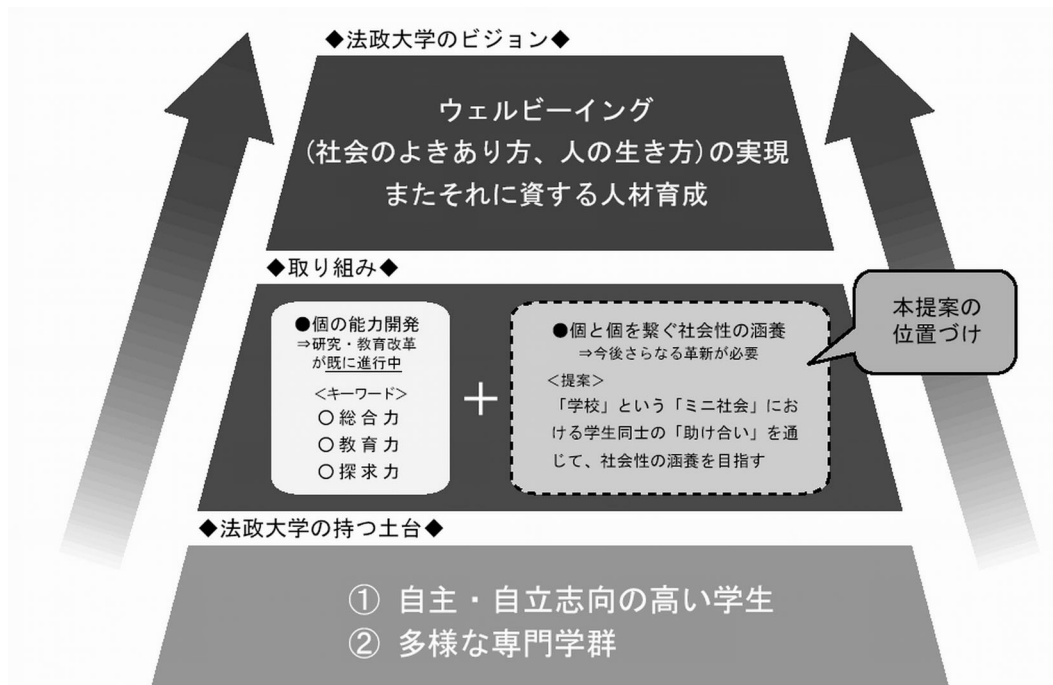 ◆法政大学のビジョン◆
ウェルビーイング
(社会のよきあり方、人の生き方)の実現
またそれに資する人材育成
◆取り組み◆
●個の能力開発
⇒研究・教育改革
が既に進行中
<キーワード>
○総合力
○教育力
○探求力
+
●個と個を繋ぐ社会性の涵養
⇒今後さらなる革新が必要
<提案>
「学校」という「ミニ社会」にお
ける学生同士の「助け合い」を通
じて、社会性の涵養を目指す
本提案の
位置づけ
◆法政大学の持つ土台◆
① 自主・自立志向の高い学生
② 多様な専門学群